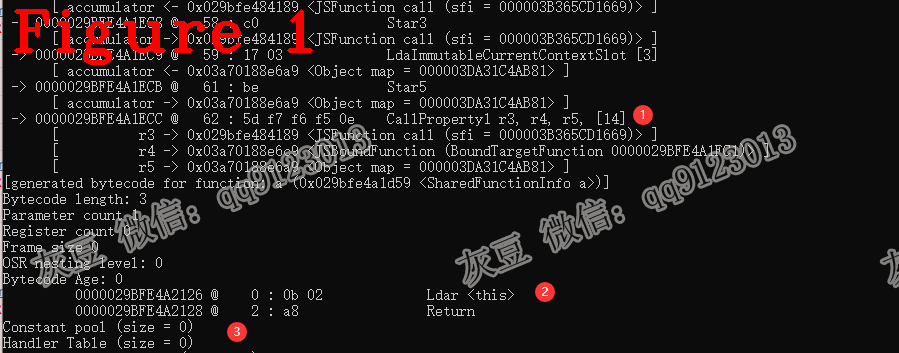 [ accumulator <- 0x029bfe484189 <JSFunction call (sfi = 000003B365CD1669)> ]
-> 0000029BFE4A1EC8 @ 58 : c0 Star3
[ accumulator -> 0x029bfe484189 <JSFunction call (sfi = 000003B365CD1669)> ]
-> 0000029BFE4A1EC9 @ 59 : 17 03 LdaImmutableCurrentContextSlot [3]
[ accumulator <- 0x03a70188e6a9 <Object map = 000003DA31C4AB81> ]
-> 0000029BFE4A1ECB @ 61 : be Star5
[ accumulator -> 0x03a70188e6a9 <Object map = 000003DA31C4AB81> ]
-> 0000029BFE4A1ECC @ 62 : 5d f7 f6 f5 0e CallProperty1 r3, r4, r5, [14] 1
[ r3 -> 0x029bfe484189 <JSFunction call (sfi = 000003B365CD1669)> ]
[ r4 -> 0x03a70188e6e9 <JSBoundFunction (BoundTargetFunction 0000029BFE4A1EC1)> ]
[ r5 -> 0x03a70188e6a9 <Object map = 000003DA31C4AB81> ]
[generated bytecode for function: a (0x029bfe4a1d59 <SharedFunctionInfo a>)]
Bytecode length: 3
Parameter count 1
Register count 0
Frame size 0
OSR nesting level: 0
Bytecode Age: 0
0000029BFE4A2126 @ 0 : 0b 02 Ldar <this> 2
0000029BFE4A2128 @ 2 : a8 Return
Constant pool (size = 0)
Handler Table (size = 0) 3
Figure 1
灰豆 微信：qq9123013
灰豆 微信：qq9123013